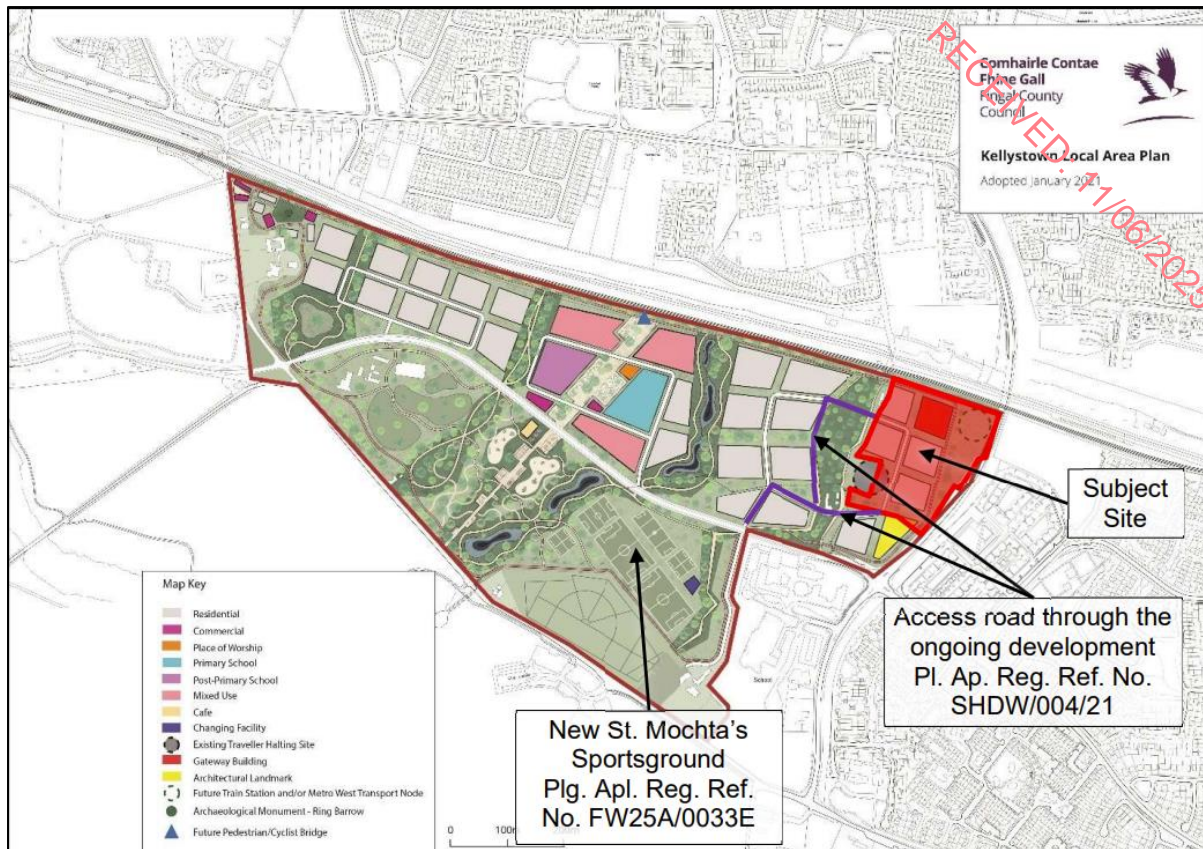 Comhairle Contae
Fhine Gall
Fingal County
Council
Kellystown Local Area Plan
Adopted January 2021
RECEIVED: 11/06/2025
Subject
Site
Access road through the
ongoing development
Pl. Ap. Reg. Ref. No.
SHDW/004/21
School
New St. Mochta's
Sportsground
Plg. Apl. Reg. Ref.
No. FW25A/0033E
Map Key
Residential
Commercial
Place of Worship
Primary School
Post-Primary School
Mixed Use
Cafe
Changing Facility
Existing Traveller Halting Site
Gateway Building
Architectural Landmark
Future Train Station and/or Metro West Transport Node
Archaeological Monument - Ring Barrow
Future Pedestrian/Cyclist Bridge
0 100m